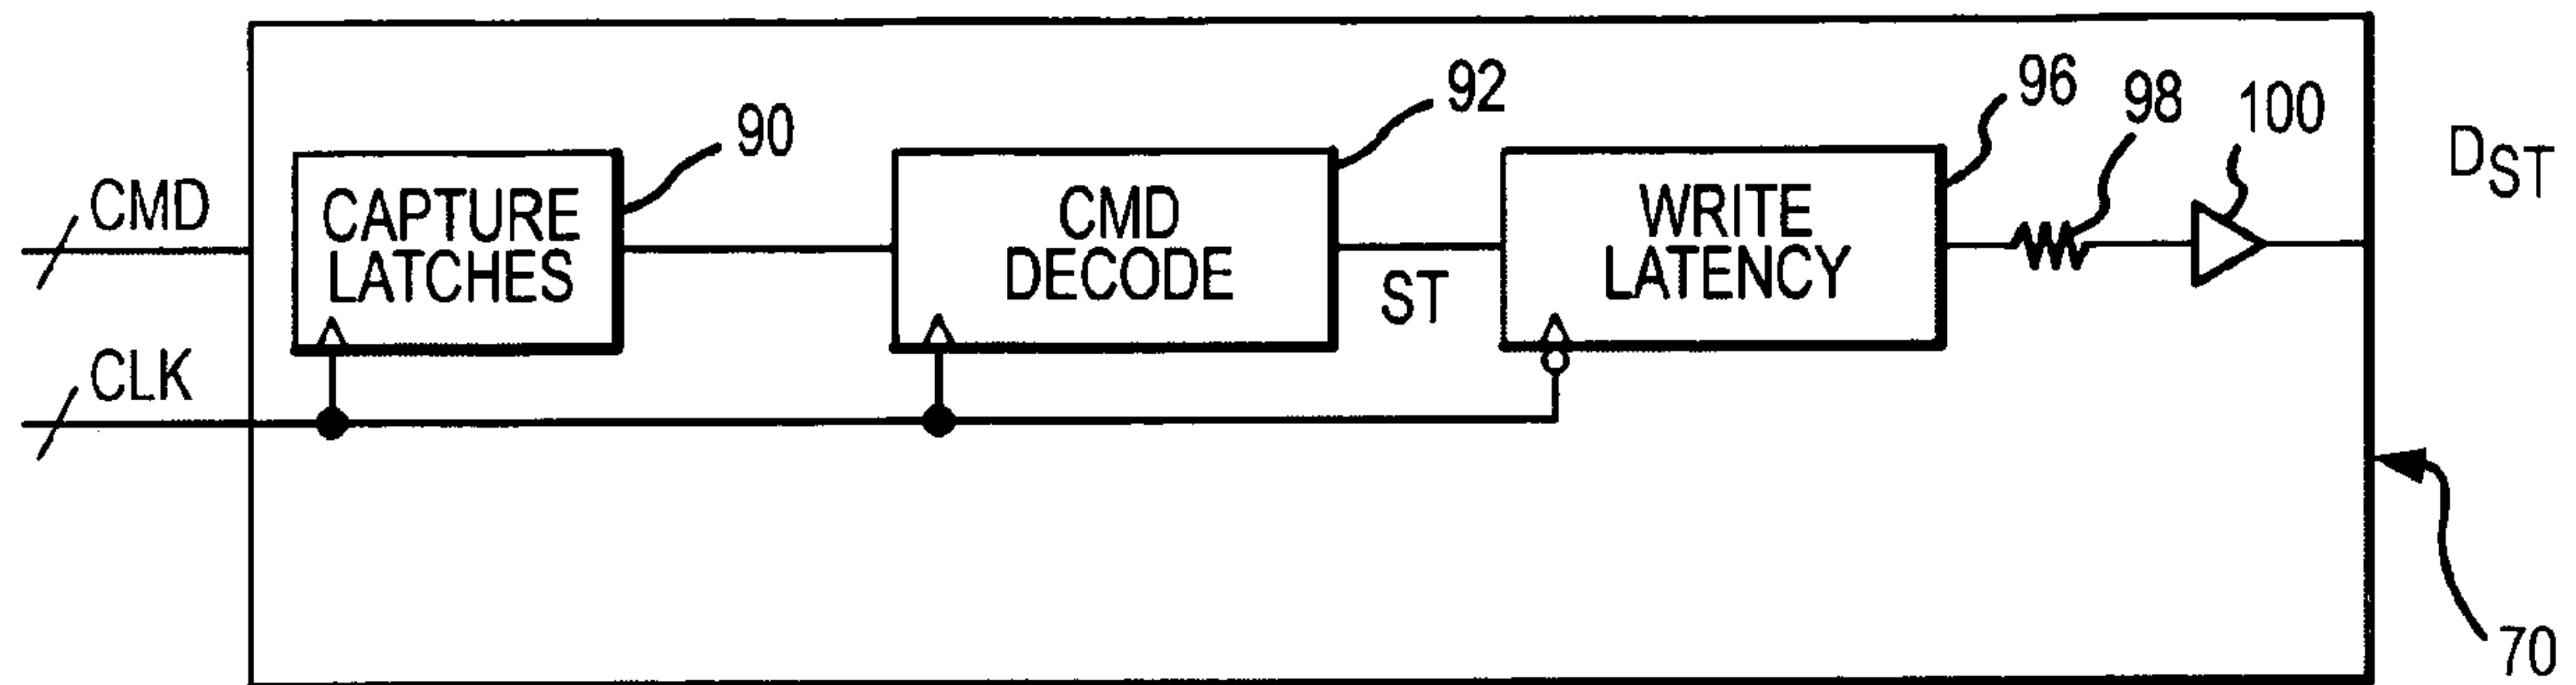 92
96
98
100
90
CMD
CAPTURE
LATCHES
CMD
DECODE
ST
WRITE
LATENCY
DST
CLK
70